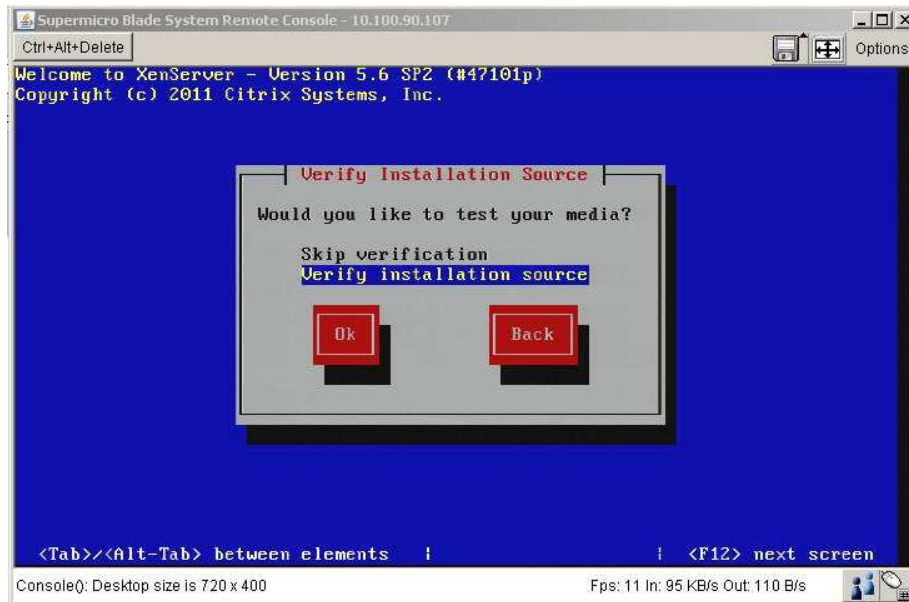 Supermicro Blade System Remote Console - 10.100.90.107
Ctrl+Alt+Delete
Options
Welcome to XenServer - Version 5.6 SP2 (#47101p)
Copyright (c) 2011 Citrix Systems, Inc.
Verify Installation Source
Would you like to test your media?
Skip verification
Verify installation source
Ok
Back
<Tab>/<Alt-Tab> between elements | | <F12> next screen
Console(): Desktop size is 720 x 400
Fps: 11 In: 95 KB/s Out: 110 B/s